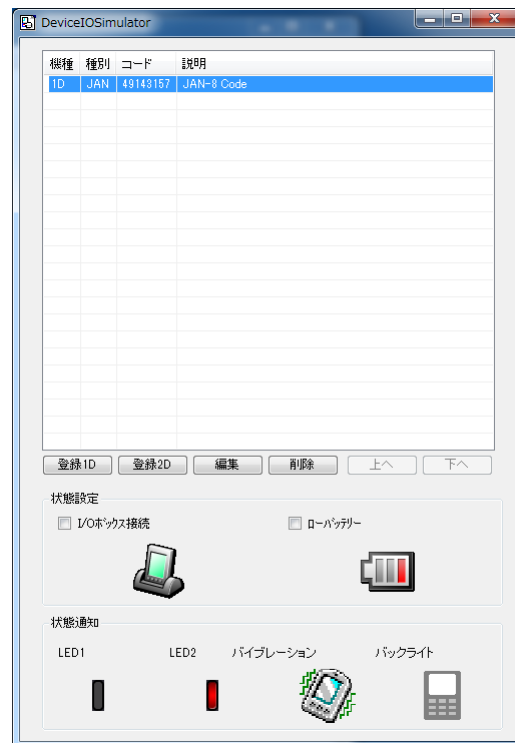 DeviceIOSimulator
機種 種別 コード 説明
1D JAN 49143157 JAN-8 Code
登録1D 登録2D 編集 削除 上へ 下へ
状態設定
I/Oボックス接続 ローバッテリー
状態通知
LED1 LED2 バイブレーション バックライト